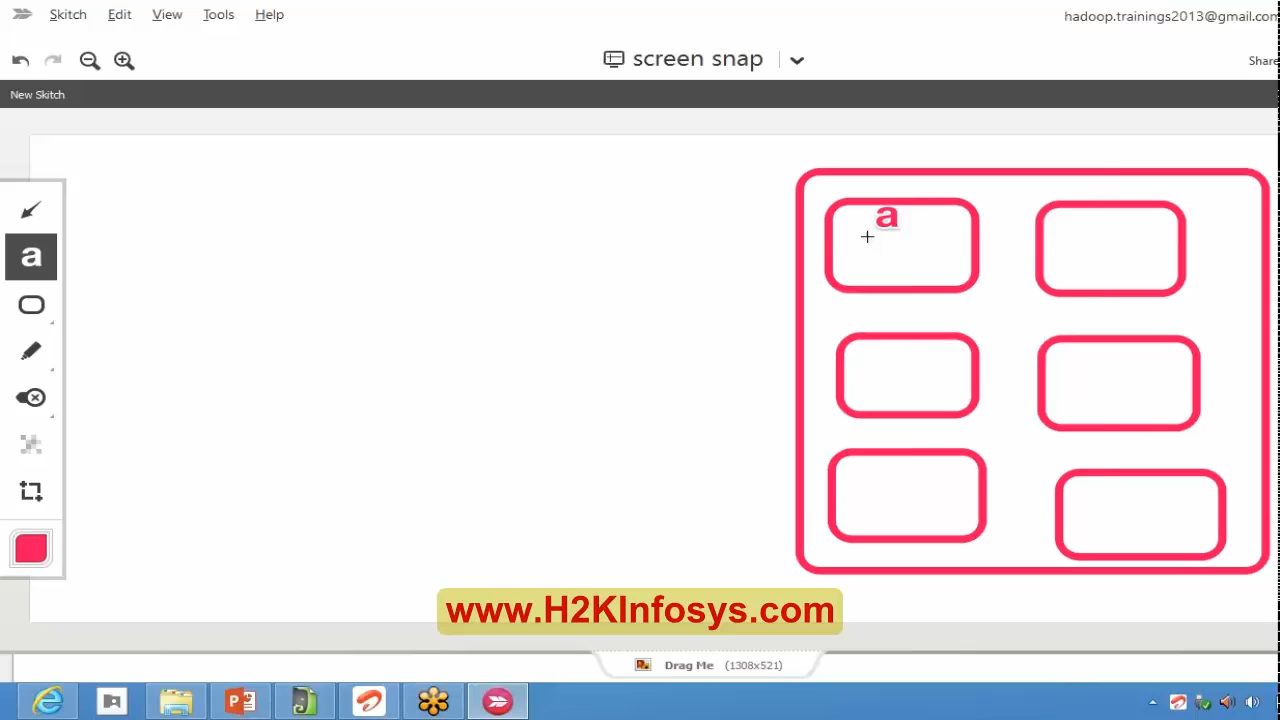 Skitch Edit View Tools Help
hadoop.trainings2013@gmail.com
screen snap
Share
New Skitch
a
a
www.H2KInfosys.com
Drag Me (1308x521)